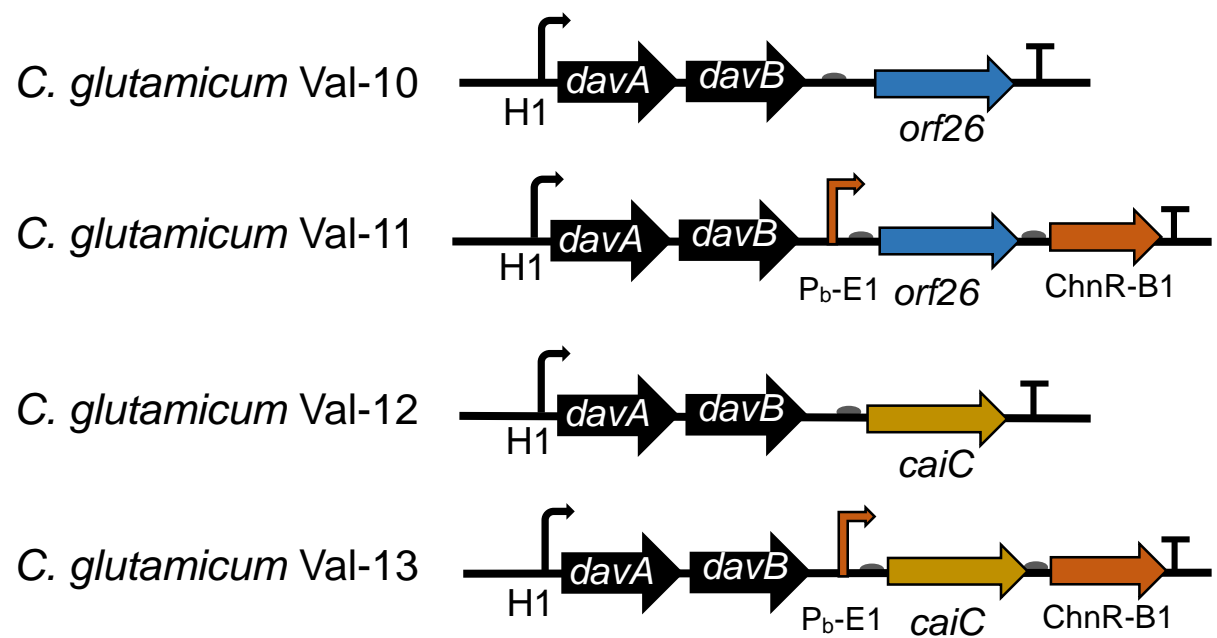 C. glutamicum Val-10
davA davB
H1
orf26
C. glutamicum Val-11
davA davB
H1
Pb-E1
orf26
ChnR-B1
C. glutamicum Val-12
davA davB
H1
caiC
C. glutamicum Val-13
davA davB
H1
Pb-E1
caiC
ChnR-B1